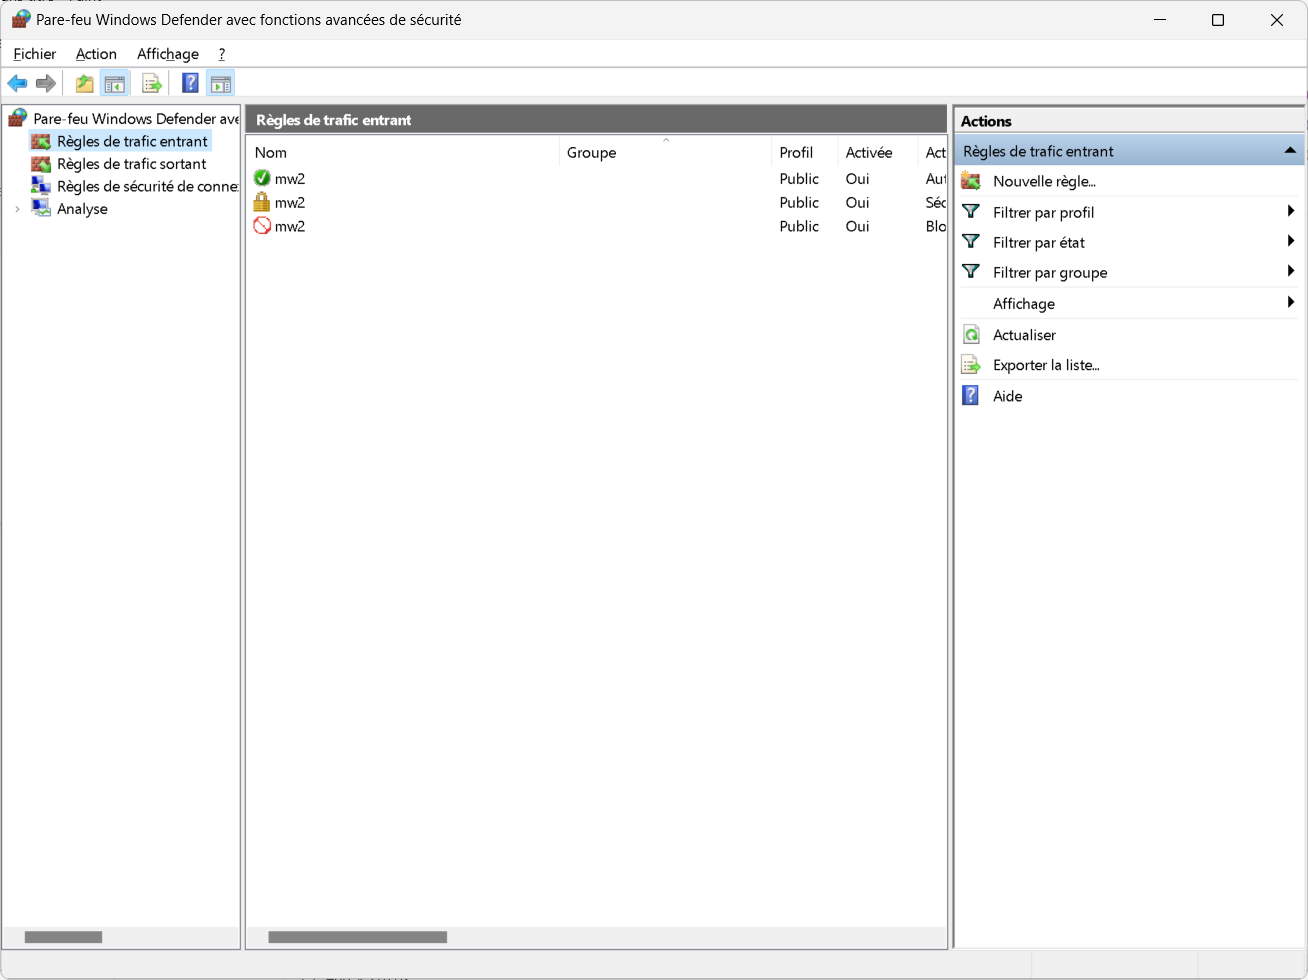 Pare-feu Windows Defender avec fonctions avancées de sécurité
Fichier Action Affichage ?
Pare-feu Windows Defender ave
Règles de trafic entrant
Règles de trafic sortant
Règles de sécurité de conne
Analyse
Règles de trafic entrant
Nom Groupe Profil Activée Act
mw2 Public Oui Aut
mw2 Public Oui Séc
mw2 Public Oui Blo
Actions
Règles de trafic entrant
Nouvelle règle...
Filtrer par profil
Filtrer par état
Filtrer par groupe
Affichage
Actualiser
Exporter la liste...
Aide